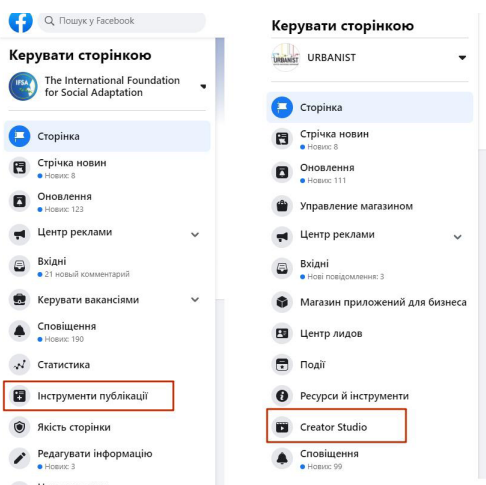 Пошук у Facebook
Керувати сторінкою
IFSA
The International Foundation
for Social Adaptation
Сторінка
Стрічка новин
Нових: 8
Оновлення
Нових: 123
Центр реклами
Вхідні
21 новый комментарий
Керувати вакансіями
Сповіщення
Нових: 190
Статистика
Інструменти публікації
Якість сторінки
Редагувати інформацію
Нових: 3
Керувати сторінкою
URBANIST
URBANIST
Сторінка
Стрічка новин
Нових: 8
Оновлення
Нових: 111
Управление магазином
Центр реклами
Вхідні
Нові повідомлення: 3
Магазин приложений для бизнеса
Центр лидов
Події
Ресурси й інструменти
Creator Studio
Сповіщення
Нових: 99